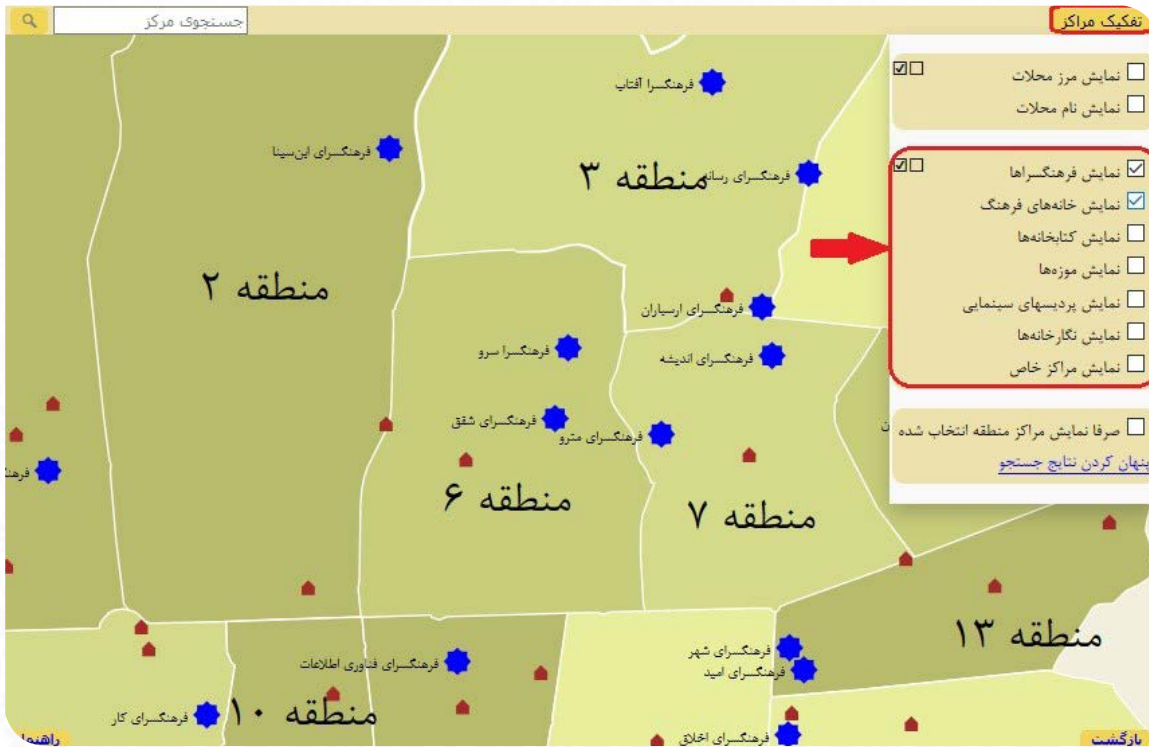 تفکیک مراکز
جستجوی مرکز
نمایش مرز محلات
نمایش نام محلات
نمایش فرهنگسراها
نمایش خانه‌های فرهنگ
نمایش کتابخانه‌ها
نمایش موزه‌ها
نمایش پردیسهای سینمایی
نمایش نگارخانه‌ها
نمایش مراکز خاص
صرفا نمایش مراکز منطقه انتخاب شده
پنهان کردن نتایج جستجو
فرهنگسرا آفتاب
فرهنگسرای ابن‌سینا
فرهنگسرای رسانه
منطقه ۳
منطقه ۲
فرهنگسرای ارسباران
فرهنگسرا سرو
فرهنگسرای اندیشه
فرهنگسرای شفق
فرهنگسرای مترو
منطقه ۶
منطقه ۷
منطقه ۱۳
فرهنگسرای شهر
فرهنگسرای امید
فرهنگسرای فناوری اطلاعات
منطقه ۱۰
فرهنگسرای کار
فرهنگسرای اخلاق
بازگشت